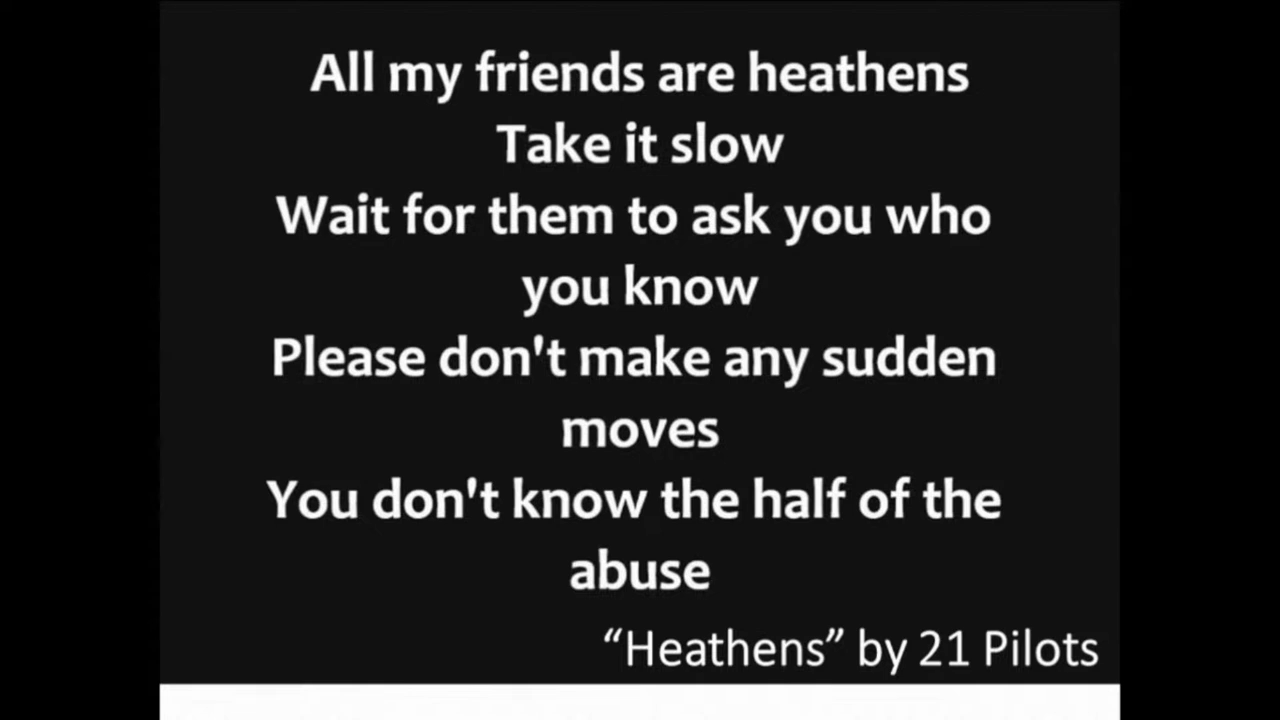 All my friends are heathens
Take it slow
Wait for them to ask you who
you know
Please don't make any sudden
moves
You don't know the half of the
abuse
“Heathens” by 21 Pilots